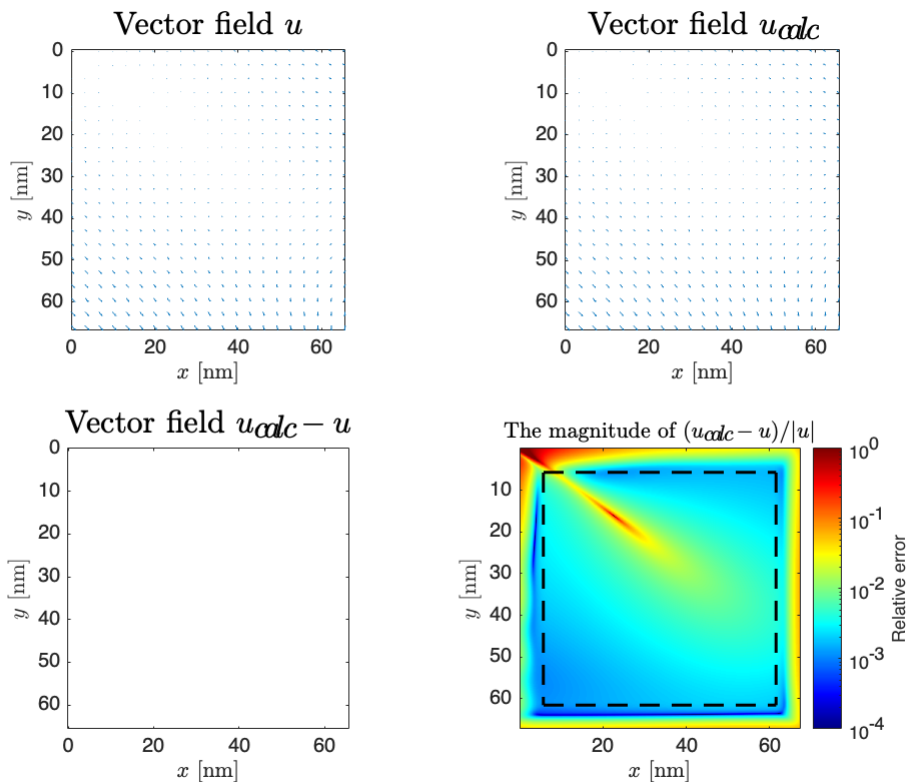 Vector field u
0
10
20
30
40
50
60
y [nm]
0 20 40 60
x [nm]
Vector field u_calc
0
10
20
30
40
50
60
y [nm]
0 20 40 60
x [nm]
Vector field u_calc − u
0
10
20
30
40
50
60
y [nm]
0 20 40 60
x [nm]
The magnitude of (u_calc − u)/|u|
10
20
30
40
50
60
y [nm]
20 40 60
x [nm]
10^0
10^-1
10^-2
10^-3
10^-4
Relative error